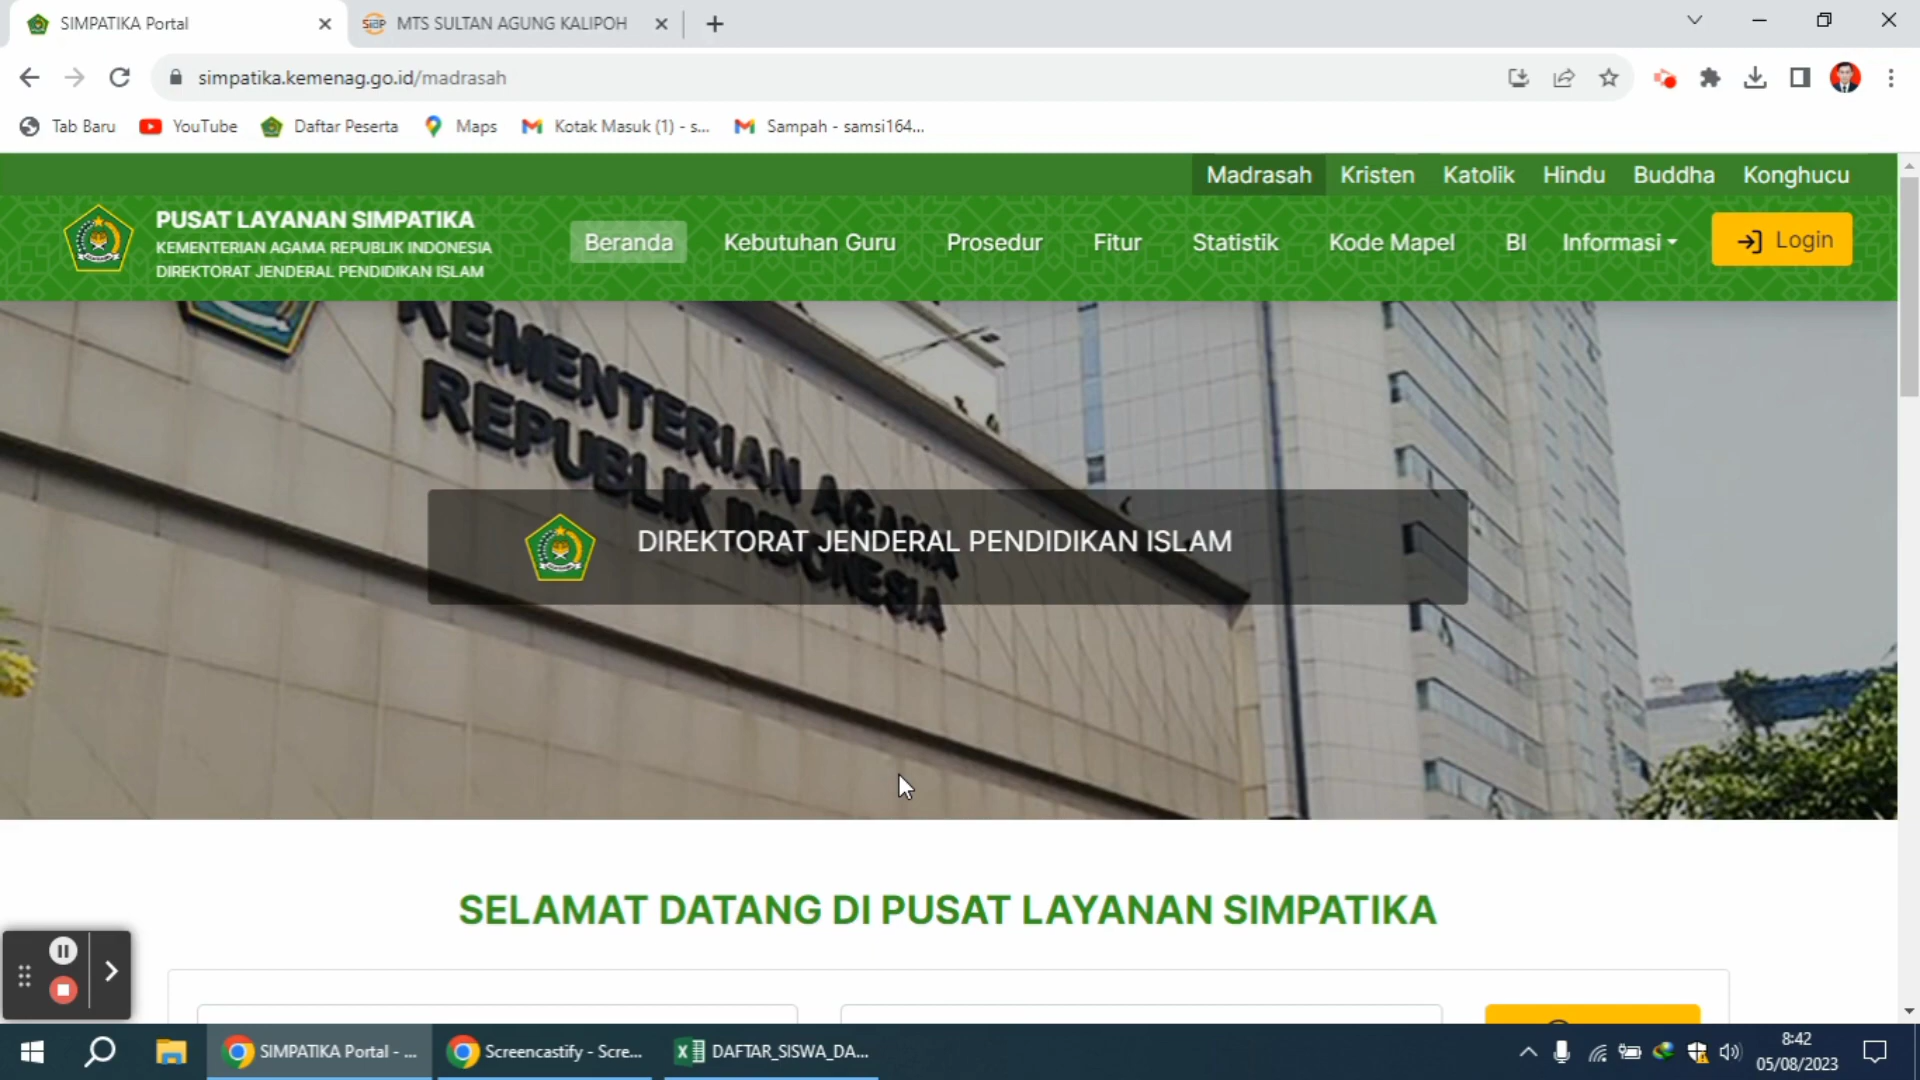 SIMPATIKA Portal
MTS SULTAN AGUNG KALIPOH
simpatika.kemenag.go.id/madrasah
Tab Baru
YouTube
Daftar Peserta
Maps
Kotak Masuk (1) - s...
Sampah - samsi164...
Madrasah
Kristen
Katolik
Hindu
Buddha
Konghucu
PUSAT LAYANAN SIMPATIKA
KEMENTERIAN AGAMA REPUBLIK INDONESIA
DIREKTORAT JENDERAL PENDIDIKAN ISLAM
Beranda
Kebutuhan Guru
Prosedur
Fitur
Statistik
Kode Mapel
BI
Informasi
Login
KEMENTERIAN AGAMA
REPUBLIK INDONESIA
DIREKTORAT JENDERAL PENDIDIKAN ISLAM
SELAMAT DATANG DI PUSAT LAYANAN SIMPATIKA
SIMPATIKA Portal - ...
Screencastify - Scre...
DAFTAR_SISWA_DA...
8:42
05/08/2023